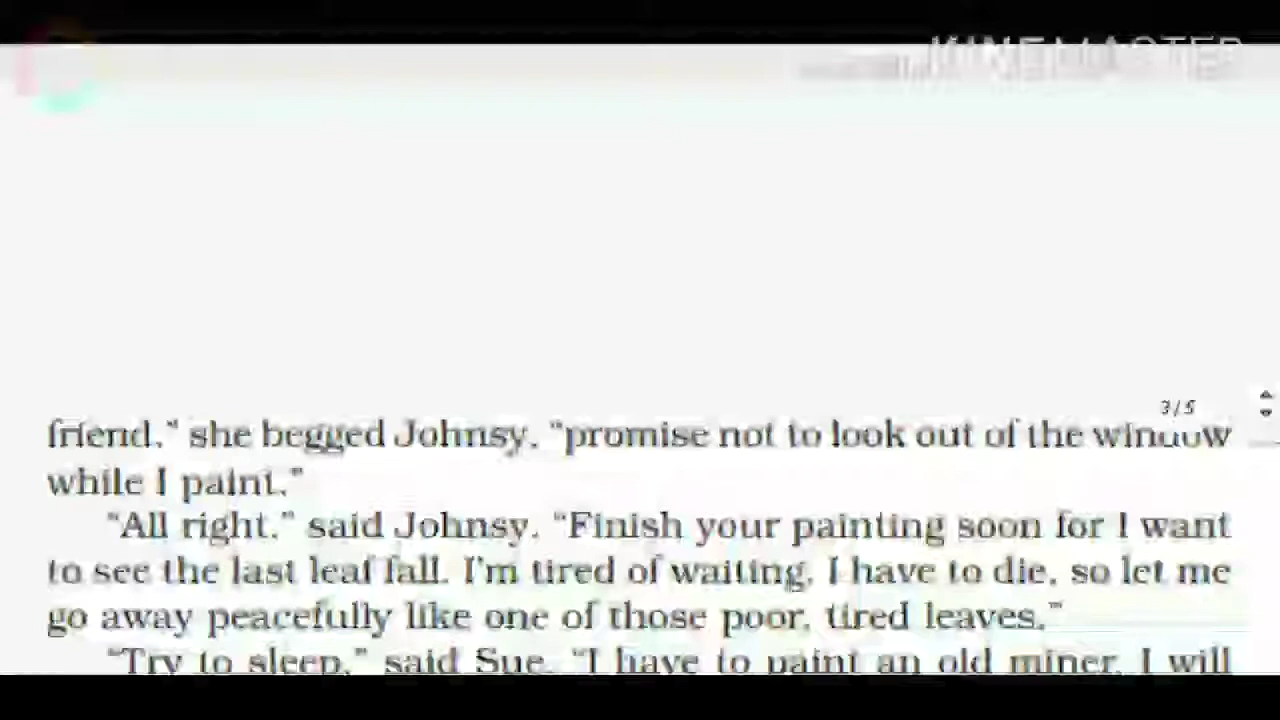 KINEMASTER
3/5
friend," she begged Johnsy, "promise not to look out of the window
while I paint."
"All right," said Johnsy. "Finish your painting soon for I want
to see the last leaf fall. I'm tired of waiting. I have to die, so let me
go away peacefully like one of those poor, tired leaves."
"Try to sleep," said Sue. "I have to paint an old miner. I will